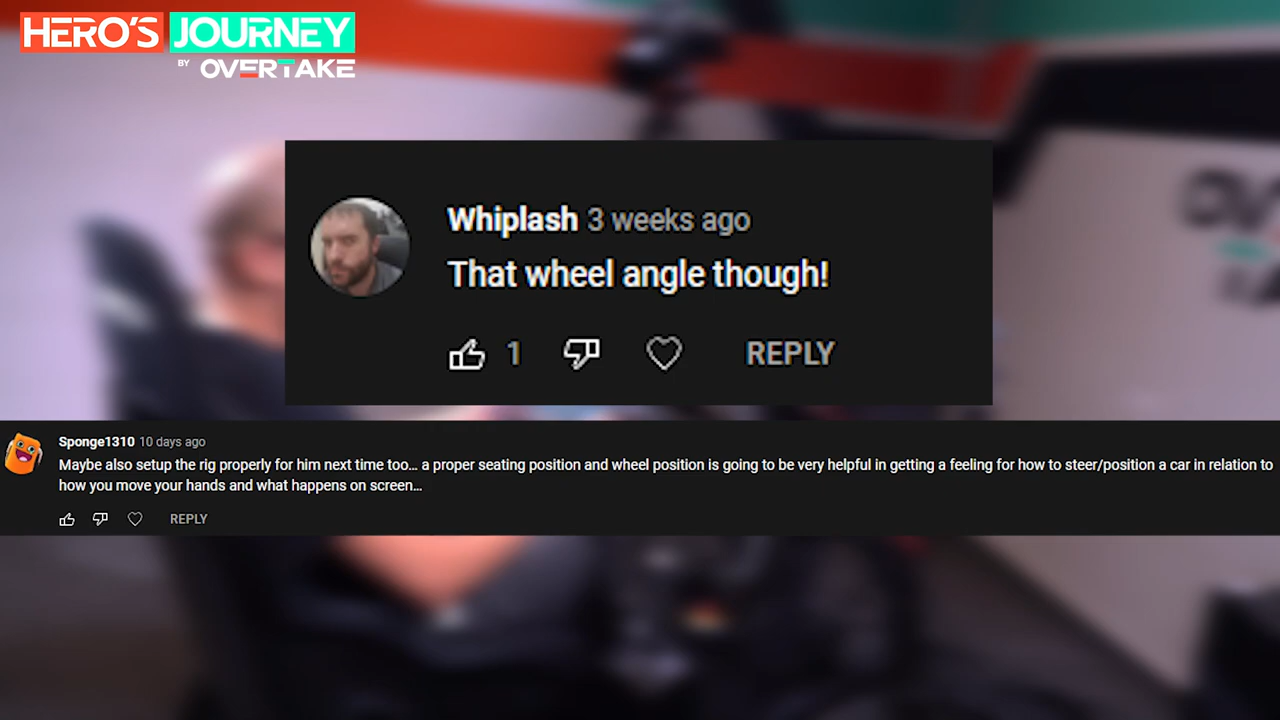 HERO'S JOURNEY
BY OVERTAKE
Whiplash 3 weeks ago
That wheel angle though!
1 REPLY
Sponge1310 10 days ago
Maybe also setup the rig properly for him next time too... a proper seating position and wheel position is going to be very helpful in getting a feeling for how to steer/position a car in relation to
how you move your hands and what happens on screen...
REPLY